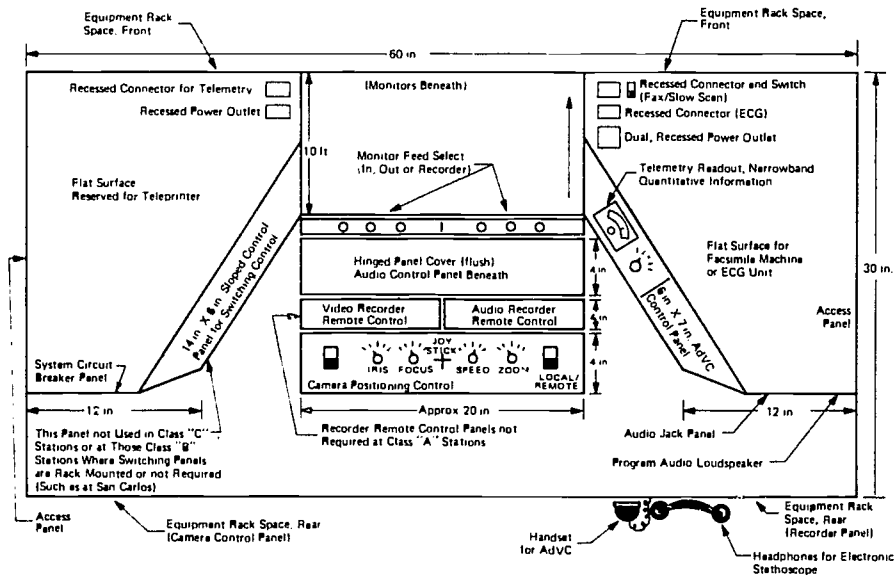 Equipment Rack
Space, Front
Equipment Rack Space,
Front
60 in
Recessed Connector for Telemetry
Recessed Power Outlet
(Monitors Beneath)
Recessed Connector and Switch
(Fax/Slow Scan)
Recessed Connector (ECG)
Dual, Recessed Power Outlet
10 ft
Monitor Feed Select
(In, Out or Recorder)
Telemetry Readout, Narrowband
Quantitative Information
Flat Surface
Reserved for Teleprinter
14 in X 6 in Sloped Control
Panel for Switching Control
Hinged Panel Cover (flush)
Audio Control Panel Beneath
4 in
Flat Surface for
Facsimile Machine
or ECG Unit
30 in.
6 in X 7 in. AdVC
Control Panel
Video Recorder
Remote Control
Audio Recorder
Remote Control
4 in
Access
Panel
System Circuit
Breaker Panel
JOY
STICK
IRIS
FOCUS
SPEED
ZOOM
LOCAL/
REMOTE
Camera Positioning Control
4 in
12 in
Approx 20 in
12 in
This Panel not Used in Class "C"
Stations or at Those Class "B"
Stations Where Switching Panels
are Rack Mounted or not Required
(Such as at San Carlos)
Recorder Remote Control Panels not
Required at Class "A" Stations
Audio Jack Panel
Program Audio Loudspeaker
Access
Panel
Equipment Rack Space, Rear
(Camera Control Panel)
Handset
for AdVC
Equipment Rack
Space, Rear
(Recorder Panel)
Headphones for Electronic
Stethoscope